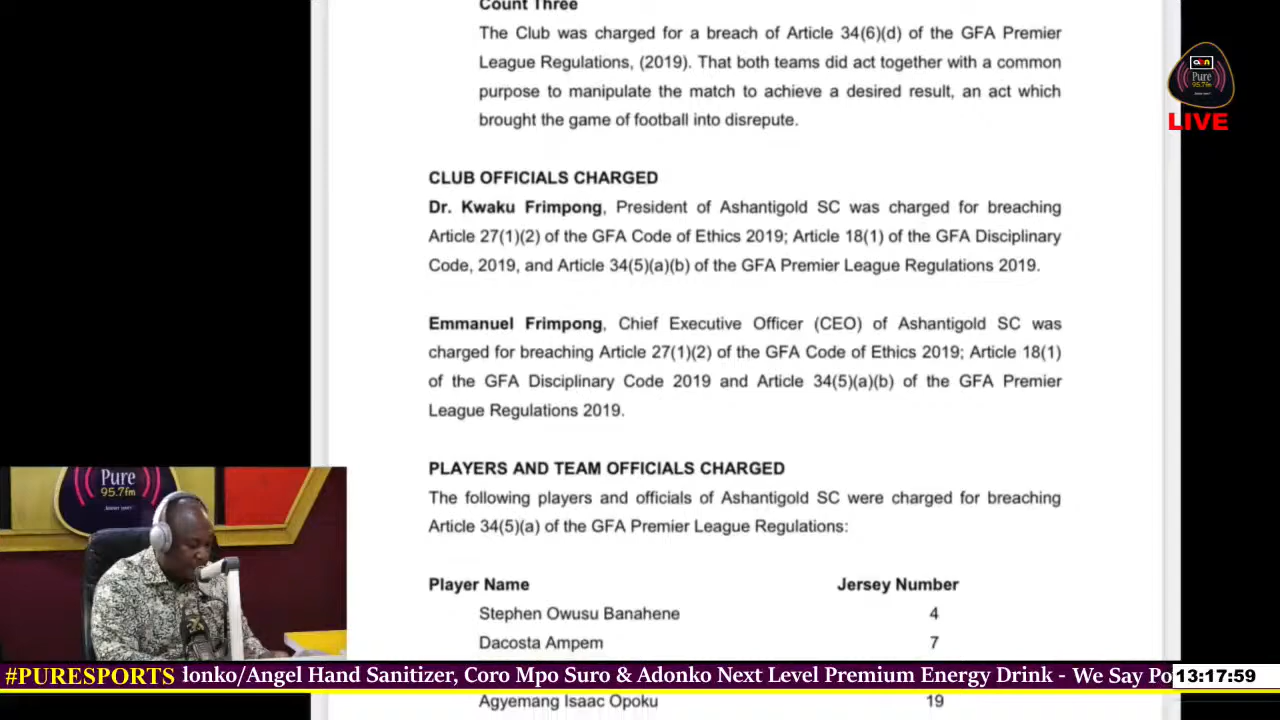 Count Three
The Club was charged for a breach of Article 34(6)(d) of the GFA Premier
League Regulations, (2019). That both teams did act together with a common
purpose to manipulate the match to achieve a desired result, an act which
brought the game of football into disrepute.
CLUB OFFICIALS CHARGED
Dr. Kwaku Frimpong, President of Ashantigold SC was charged for breaching
Article 27(1)(2) of the GFA Code of Ethics 2019; Article 18(1) of the GFA Disciplinary
Code, 2019, and Article 34(5)(a)(b) of the GFA Premier League Regulations 2019.
Emmanuel Frimpong, Chief Executive Officer (CEO) of Ashantigold SC was
charged for breaching Article 27(1)(2) of the GFA Code of Ethics 2019; Article 18(1)
of the GFA Disciplinary Code 2019 and Article 34(5)(a)(b) of the GFA Premier
League Regulations 2019.
PLAYERS AND TEAM OFFICIALS CHARGED
The following players and officials of Ashantigold SC were charged for breaching
Article 34(5)(a) of the GFA Premier League Regulations:
Player Name Jersey Number
Stephen Owusu Banahene 4
Dacosta Ampem 7
Agyemang Isaac Opoku 19
Pure
95.7fm
LIVE
Pure
95.7fm
#PURESPORTS lonko/Angel Hand Sanitizer, Coro Mpo Suro & Adonko Next Level Premium Energy Drink - We Say Po
13:17:59